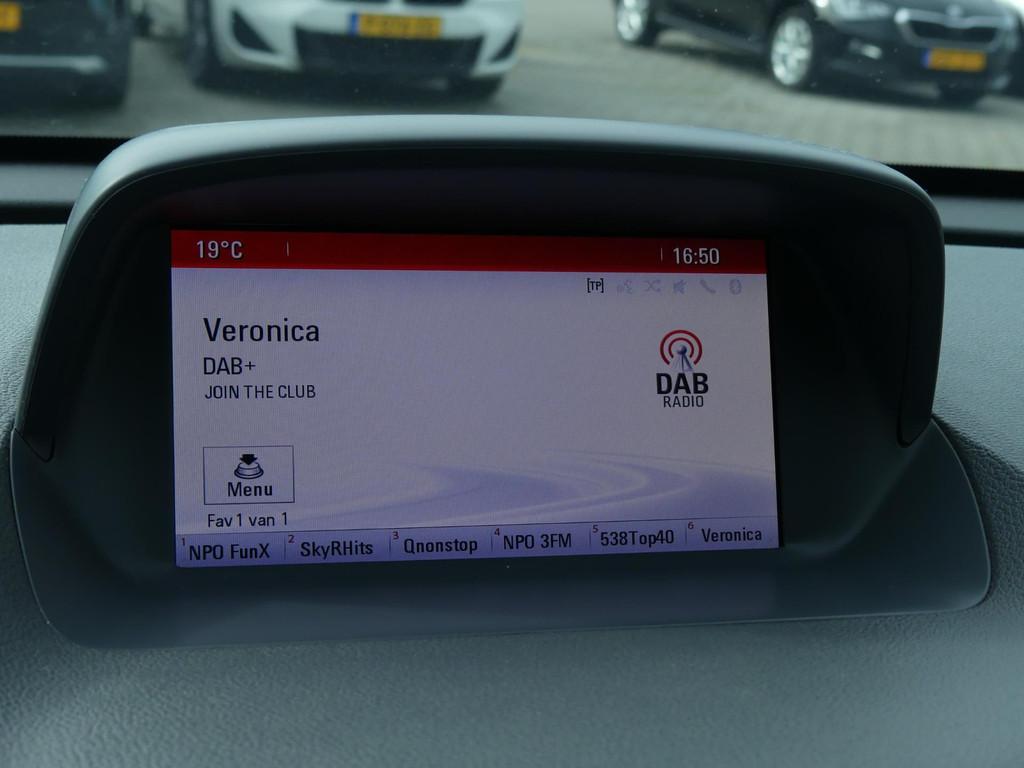 19°C 16:50
[TP]
Veronica
DAB+
JOIN THE CLUB
DAB
RADIO
Menu
Fav 1 van 1
1 NPO FunX 2 SkyRHits 3 Qnonstop 4 NPO 3FM 5 538Top40 6 Veronica